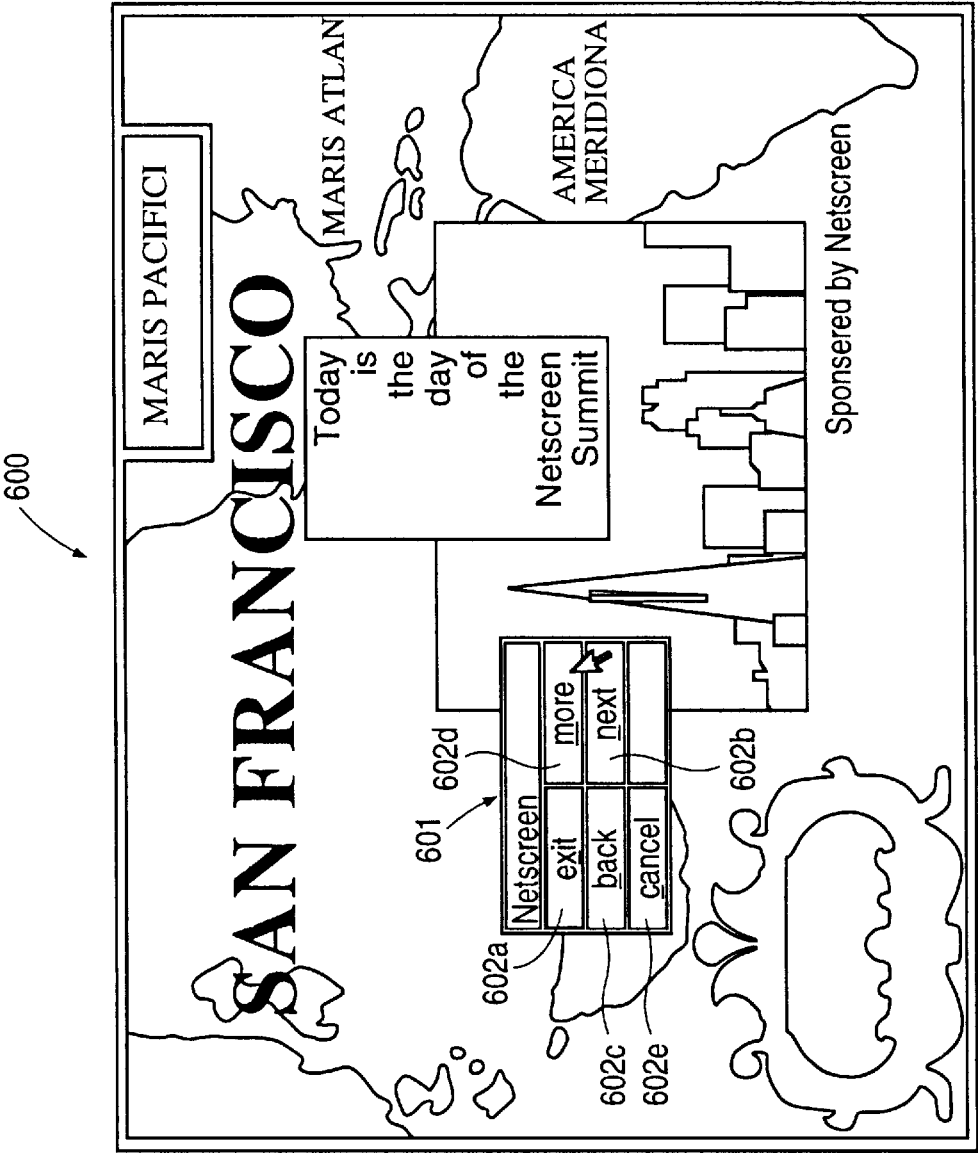 600
MARIS PACIFICI
SAN FRANCISCO
MARIS ATLAN
Today
is
the
day
of
the
Netscreen
Summit
AMERICA
MERIDIONA
601
602d
Netscreen
602a
exit
more
back
next
cancel
602c
602e
602b
Sponsered by Netscreen